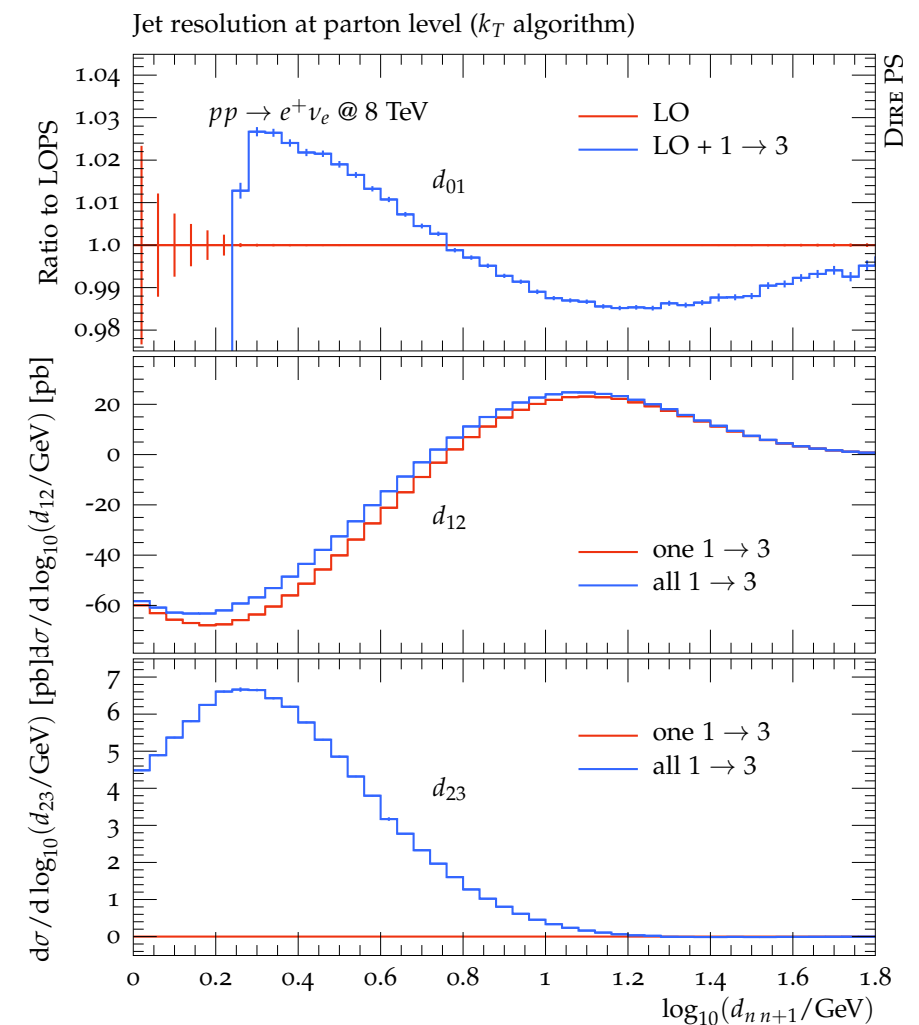 Jet resolution at parton level (k_T algorithm)
DIRE PS
Ratio to LOPS
1.04
1.03
1.02
1.01
1.0
0.99
0.98
pp → e⁺ν_e @ 8 TeV
LO
LO + 1 → 3
d_01
dσ/d log_10(d_12/GeV) [pb]
20
0
-20
-40
-60
d_12
one 1 → 3
all 1 → 3
dσ/d log_10(d_23/GeV) [pb]
7
6
5
4
3
2
1
0
one 1 → 3
all 1 → 3
d_23
0 0.2 0.4 0.6 0.8 1 1.2 1.4 1.6 1.8
log_10(d_{n n+1}/GeV)